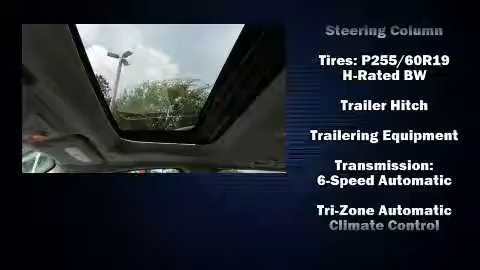 Steering Column
Tires: P255/60R19
H-Rated BW
Trailer Hitch
Trailering Equipment
Transmission:
6-Speed Automatic
Tri-Zone Automatic
Climate Control